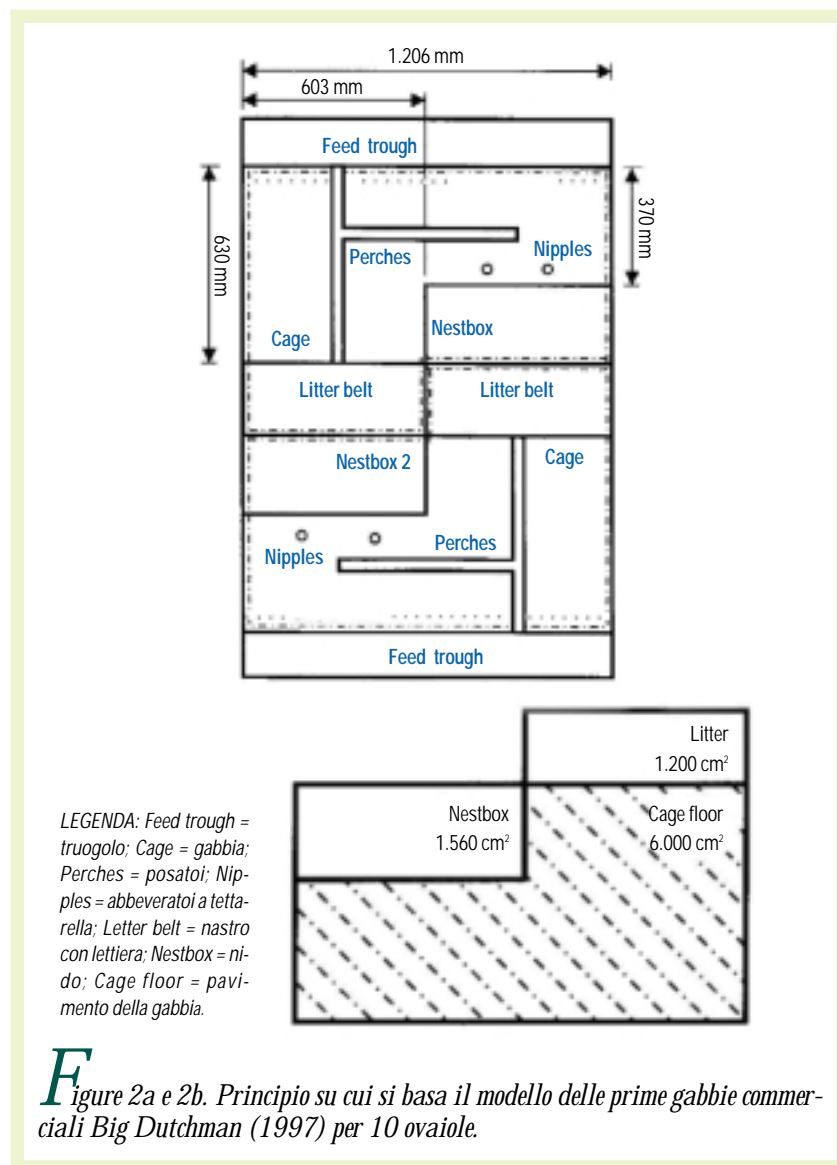 1.206 mm
603 mm
Feed trough
630 mm
370 mm
Perches
Nipples
Cage
Nestbox
Litter belt
Litter belt
Nestbox 2
Cage
Nipples
Perches
Feed trough
Litter
1.200 cm²
Nestbox
1.560 cm²
Cage floor
6.000 cm²
LEGENDA: Feed trough =
truogolo; Cage = gabbia;
Perches = posatoi; Nip-
ples = abbeveratoi a tetta-
rella; Letter belt = nastro
con lettiera; Nestbox = ni-
do; Cage floor = pavi-
mento della gabbia.
Figure 2a e 2b. Principio su cui si basa il modello delle prime gabbie commer-
ciali Big Dutchman (1997) per 10 ovaiole.